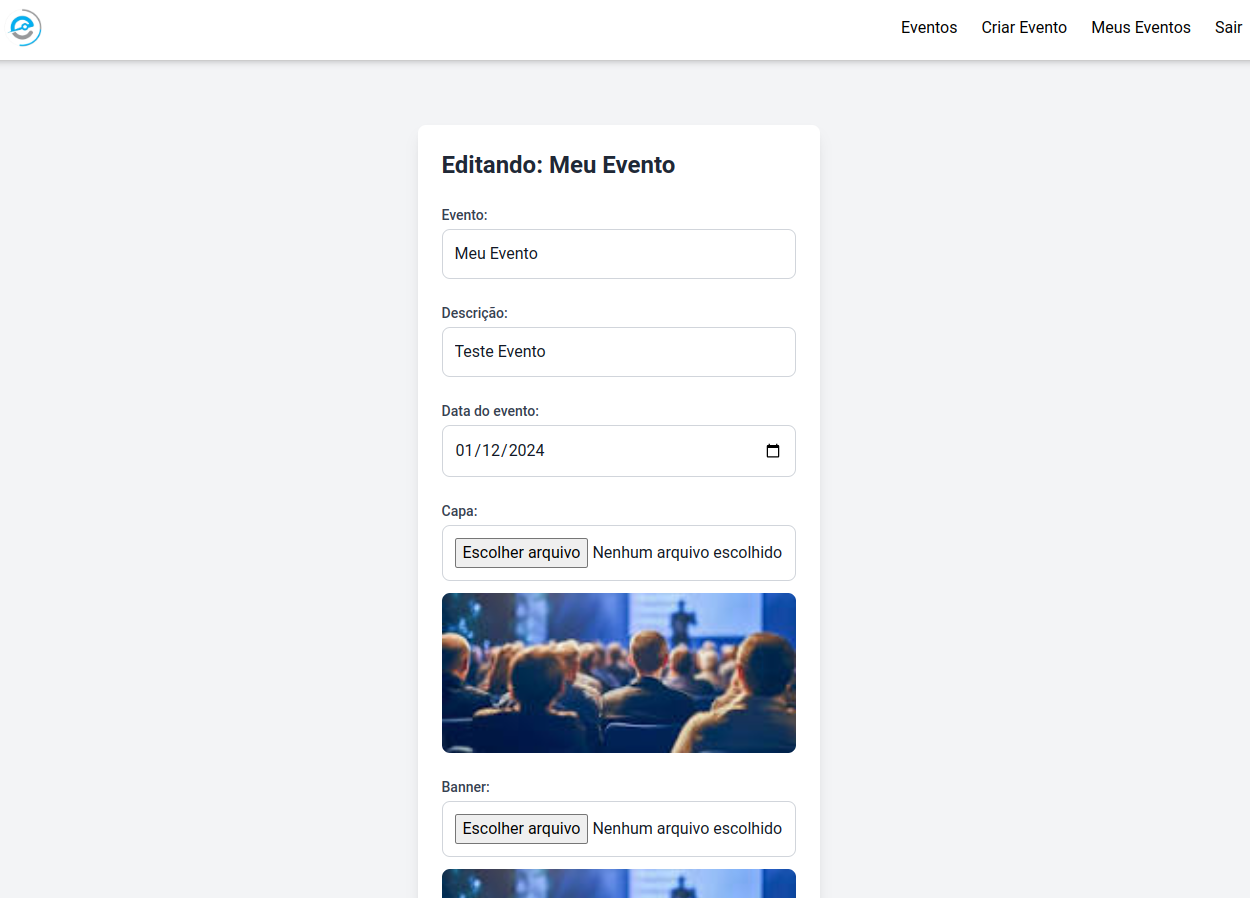 Eventos Criar Evento Meus Eventos Sair
Editando: Meu Evento
Evento:
Meu Evento
Descrição:
Teste Evento
Data do evento:
01/12/2024
Capa:
Escolher arquivo Nenhum arquivo escolhido
Banner:
Escolher arquivo Nenhum arquivo escolhido